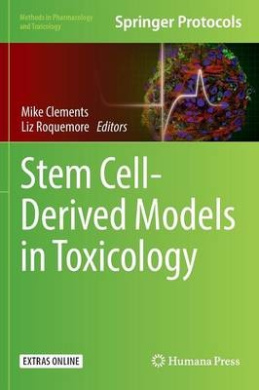 Methods in Pharmacology
and Toxicology
Springer Protocols
Mike Clements
Liz Roquemore Editors
Stem Cell-
Derived Models
in Toxicology
EXTRAS ONLINE
Humana Press